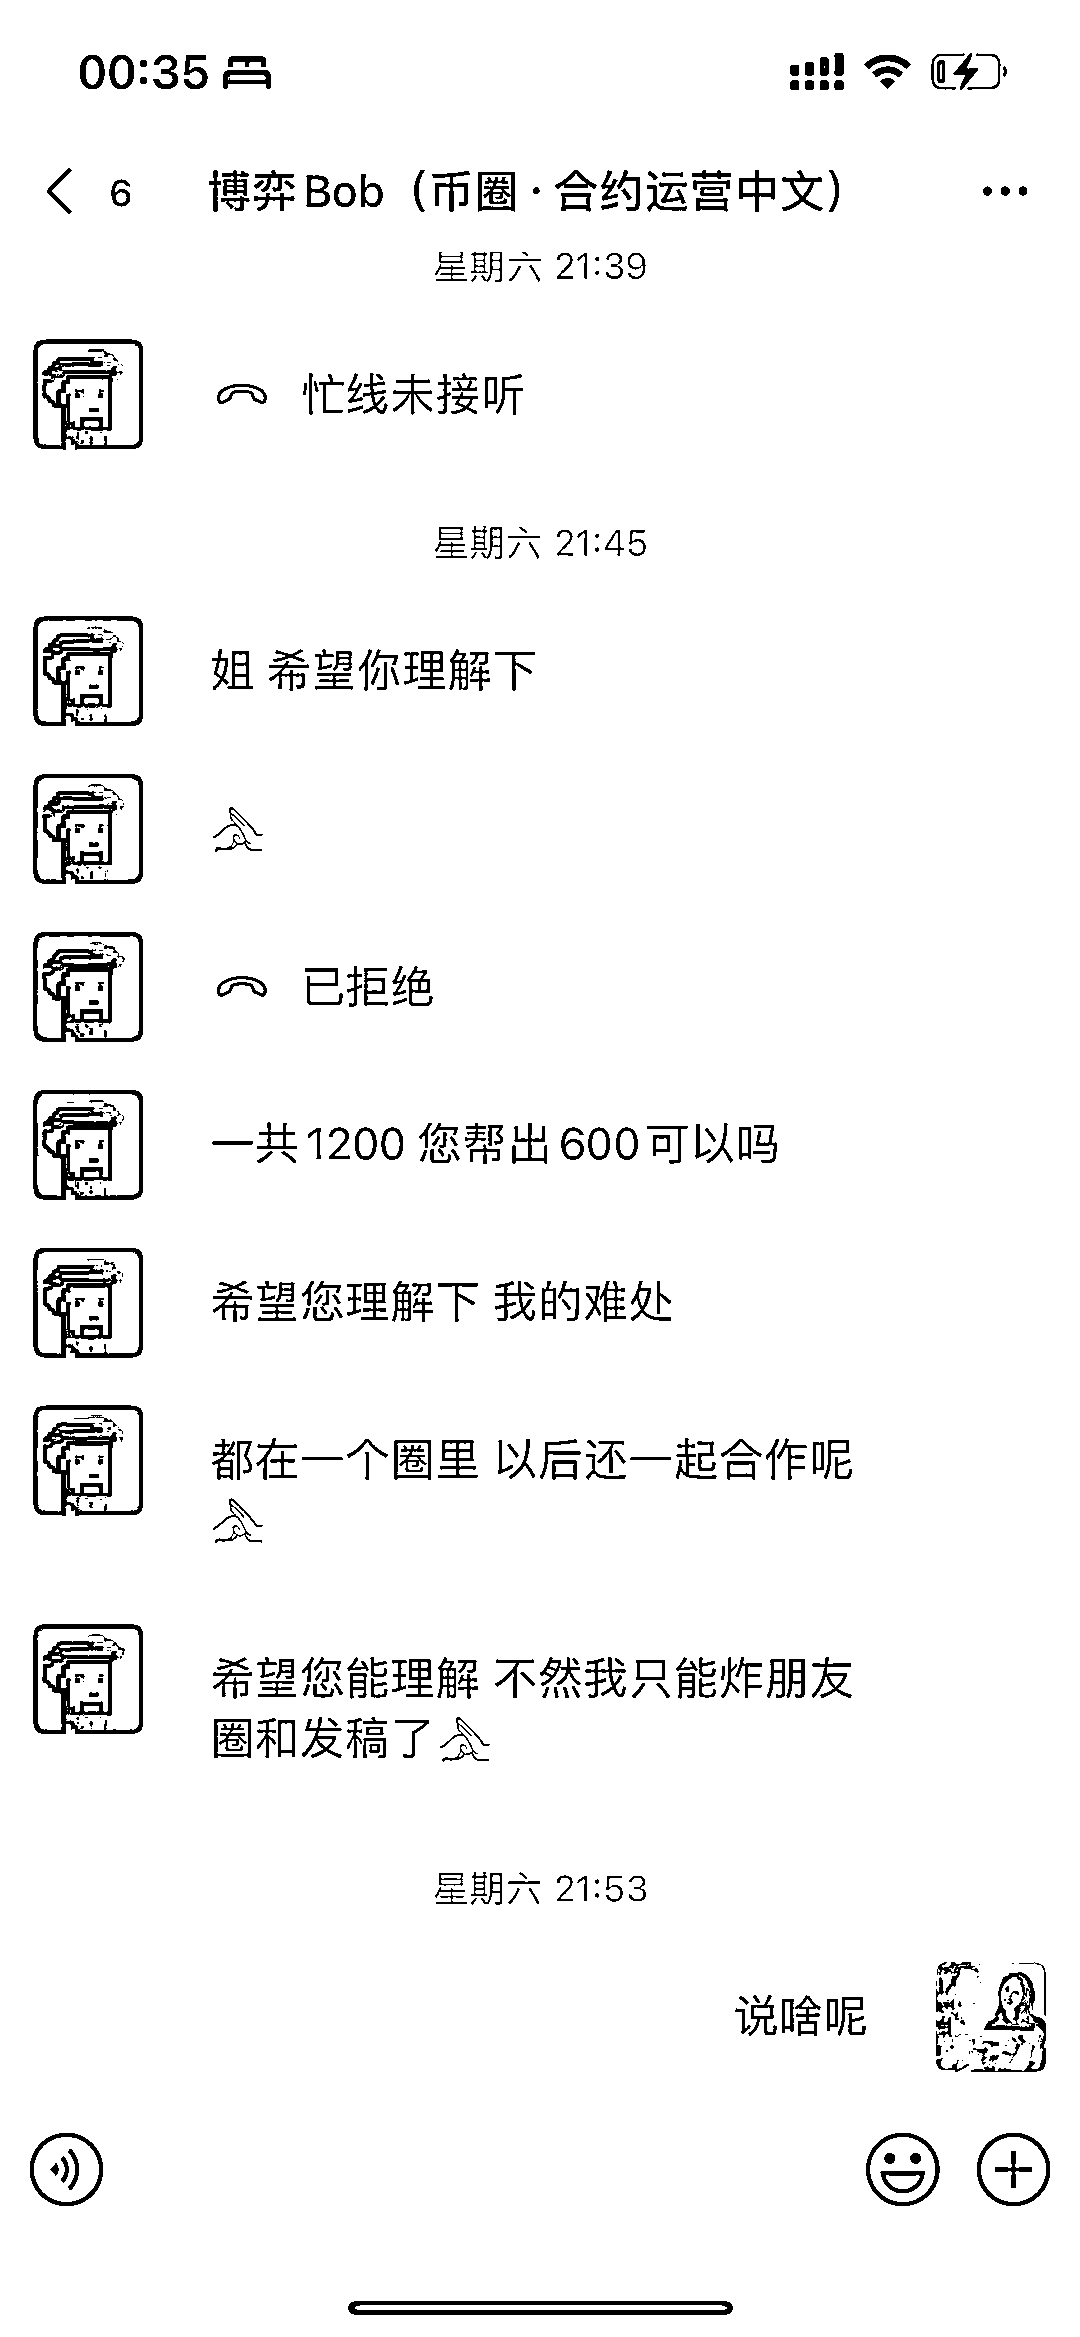 00:35
6
博弈Bob（币圈·合约运营中文）
星期六 21:39
忙线未接听
星期六 21:45
姐 希望你理解下
已拒绝
一共1200 您帮出600可以吗
希望您理解下 我的难处
都在一个圈里 以后还一起合作呢
希望您能理解 不然我只能炸朋友
圈和发稿了
星期六 21:53
说啥呢